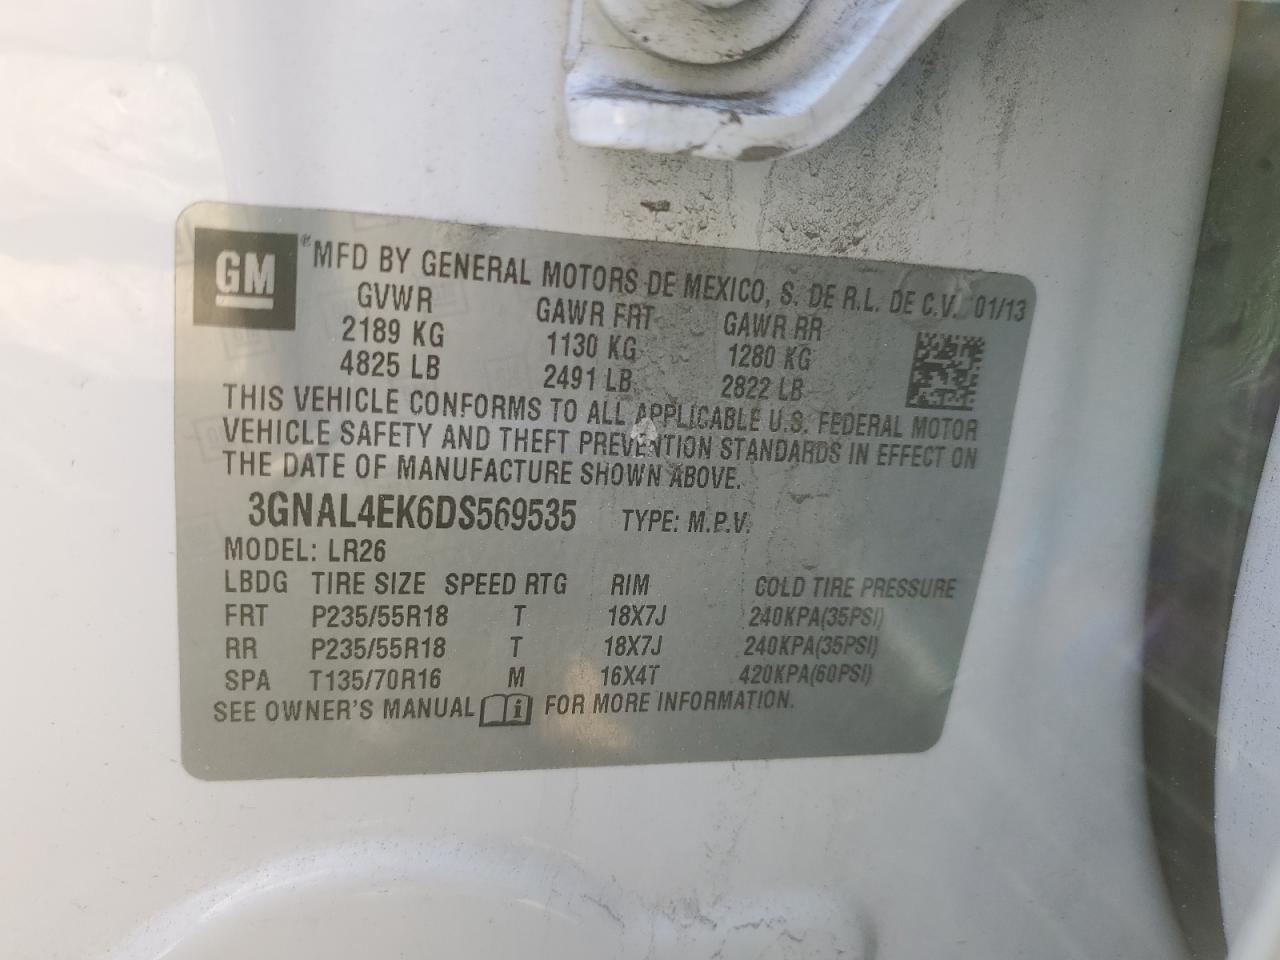 GM
® MFD BY GENERAL MOTORS DE MEXICO, S. DE R.L. DE C.V. 01/13
GVWR GAWR FRT GAWR RR
2189 KG 1130 KG 1280 KG
4825 LB 2491 LB 2822 LB
THIS VEHICLE CONFORMS TO ALL APPLICABLE U.S. FEDERAL MOTOR
VEHICLE SAFETY AND THEFT PREVENTION STANDARDS IN EFFECT ON
THE DATE OF MANUFACTURE SHOWN ABOVE.
3GNAL4EK6DS569535 TYPE: M.P.V.
MODEL: LR26
LBDG TIRE SIZE SPEED RTG RIM COLD TIRE PRESSURE
FRT P235/55R18 T 18X7J 240KPA(35PSI)
RR P235/55R18 T 18X7J 240KPA(35PSI)
SPA T135/70R16 M 16X4T 420KPA(60PSI)
SEE OWNER'S MANUAL FOR MORE INFORMATION.